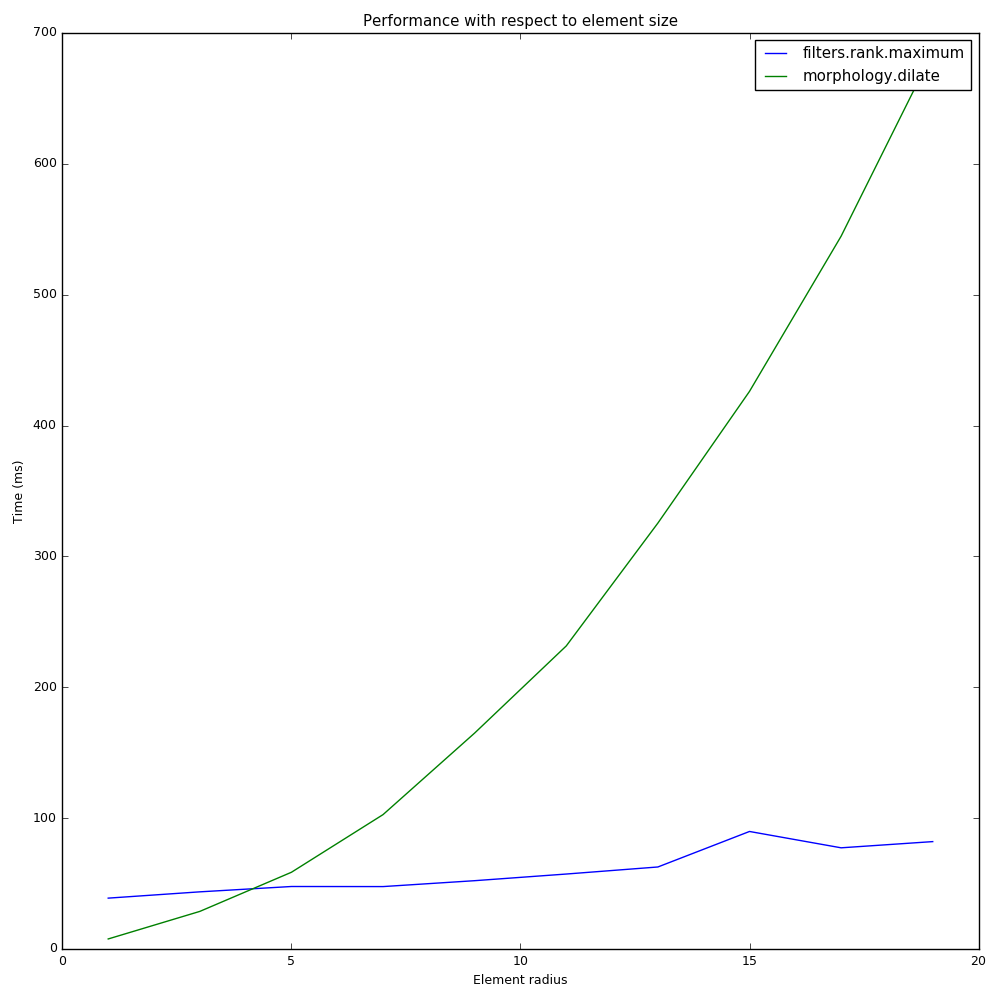 Performance with respect to element size
filters.rank.maximum
morphology.dilate
700
600
500
400
300
200
100
0
Time (ms)
0 5 10 15 20
Element radius